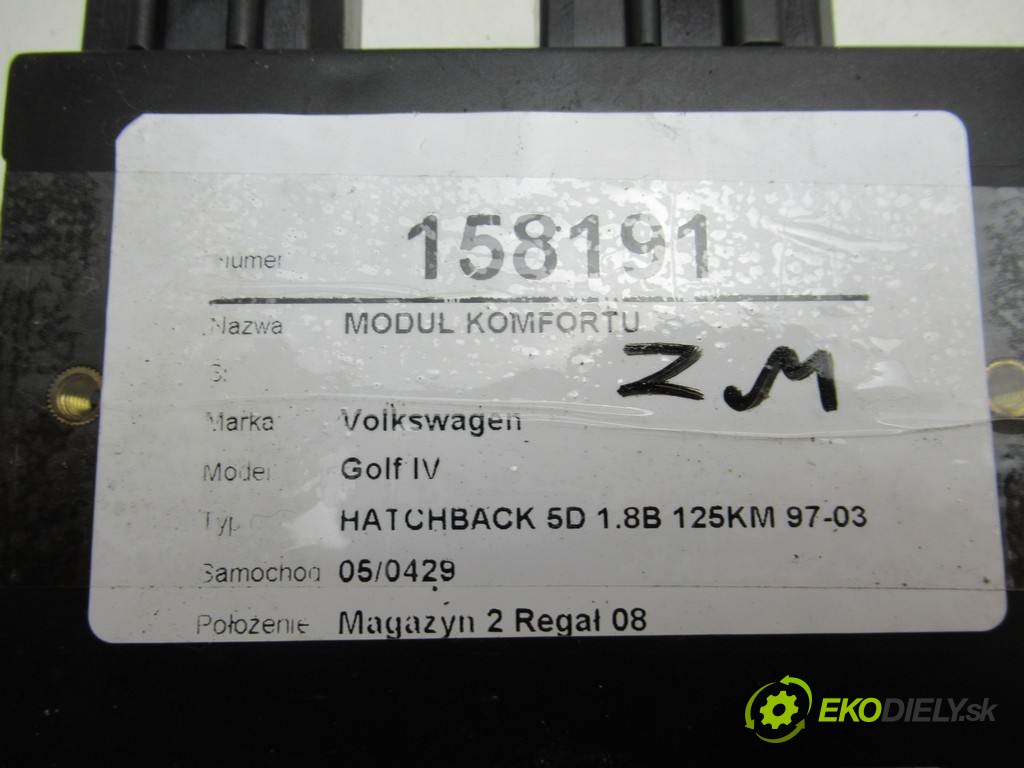 Numer 158191
Nazwa MODUŁ KOMFORTU
ZM
Marka Volkswagen
Model Golf IV
Typ HATCHBACK 5D 1.8B 125KM 97-03
Samochod 05/0429
Położenie Magazyn 2 Regał 08
EKODIELY.sk